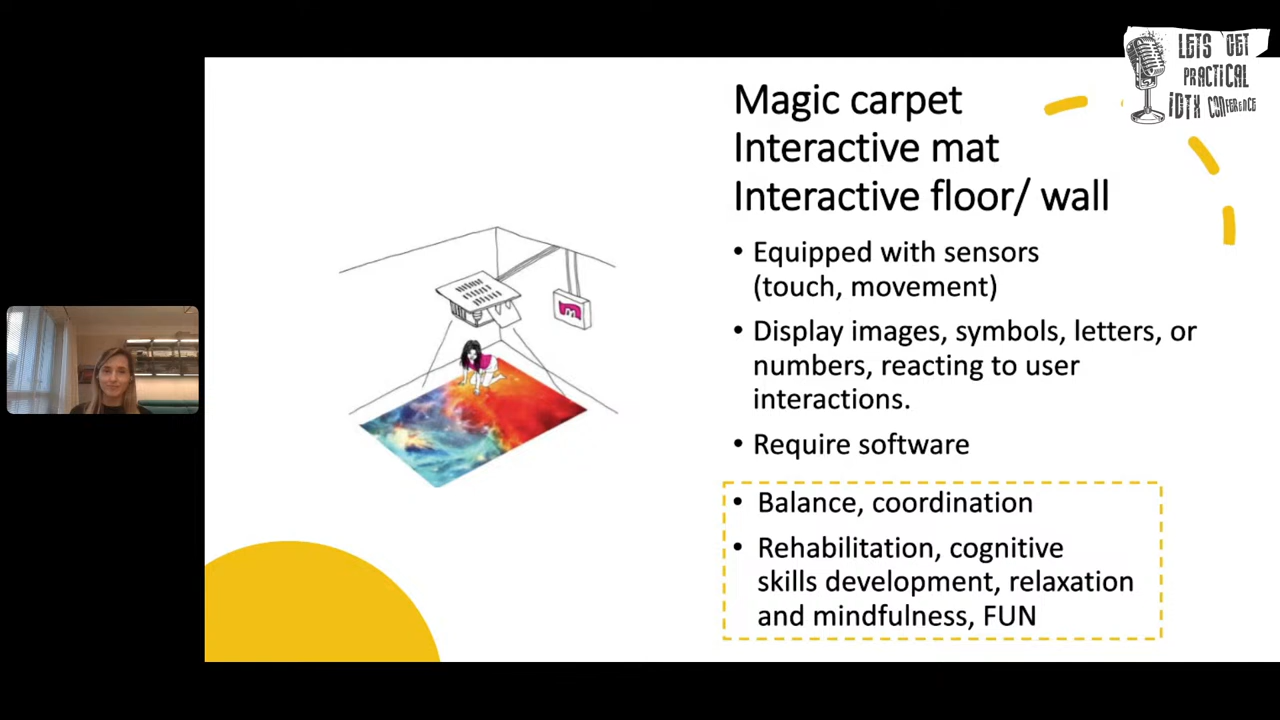 LETS GET
PRACTICAL
iDTX CONFERENCE
Magic carpet
Interactive mat
Interactive floor/ wall
• Equipped with sensors
(touch, movement)
• Display images, symbols, letters, or
numbers, reacting to user
interactions.
• Require software
• Balance, coordination
• Rehabilitation, cognitive
skills development, relaxation
and mindfulness, FUN
m